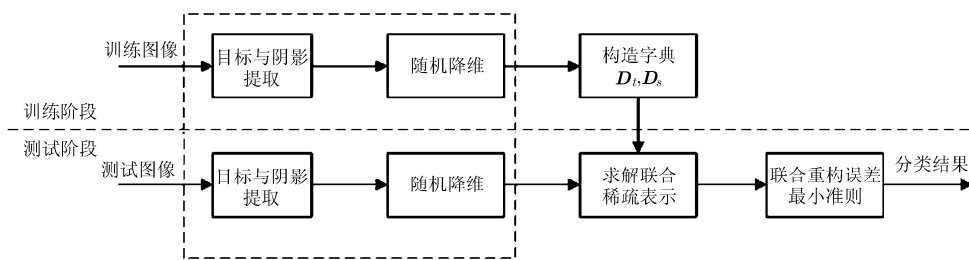 训练图像
目标与阴影
提取
随机降维
构造字典
D_t,D_s
训练阶段
测试阶段
测试图像
目标与阴影
提取
随机降维
求解联合
稀疏表示
联合重构误差
最小准则
分类结果